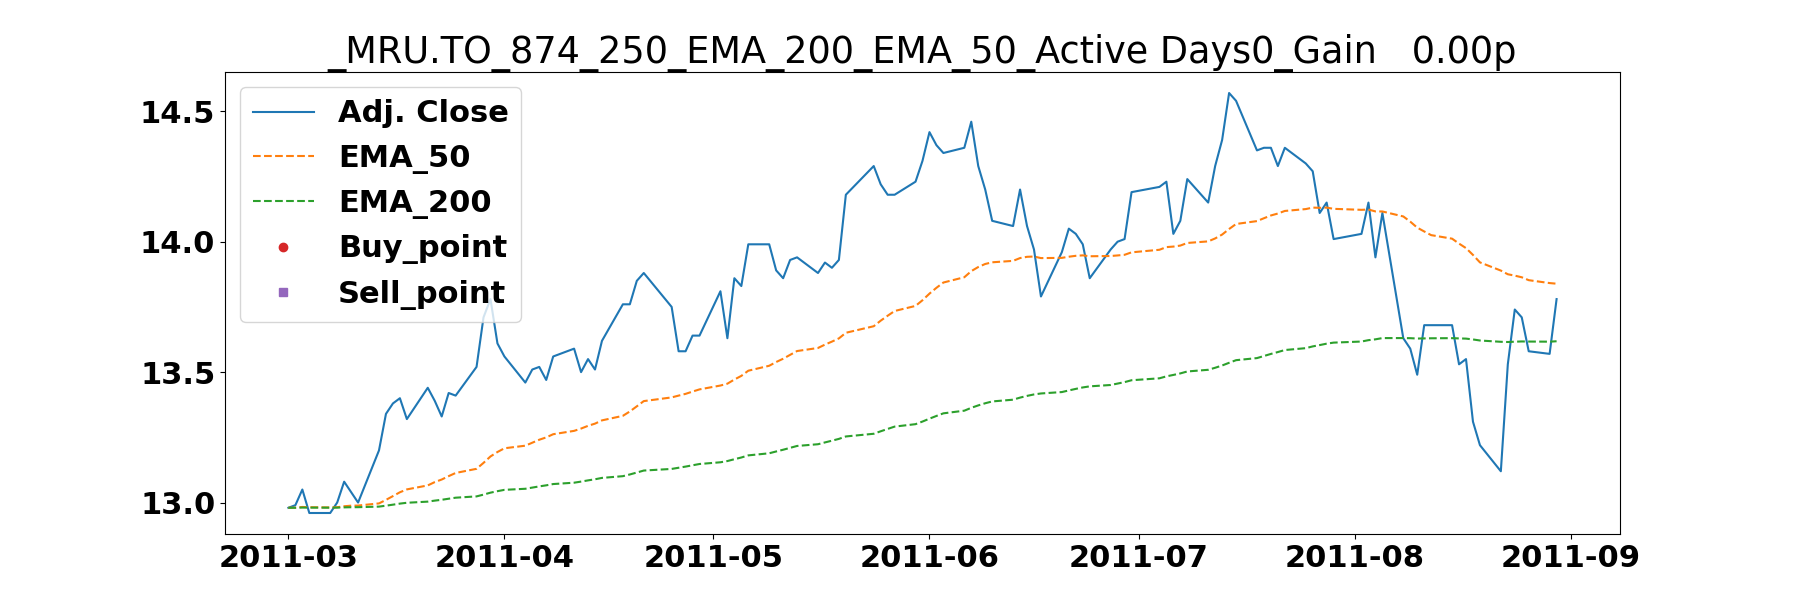 _MRU.TO_874_250_EMA_200_EMA_50_Active Days0_Gain   0.00p
14.5
14.0
13.5
13.0
Adj. Close
EMA_50
EMA_200
Buy_point
Sell_point
2011-03 2011-04 2011-05 2011-06 2011-07 2011-08 2011-09